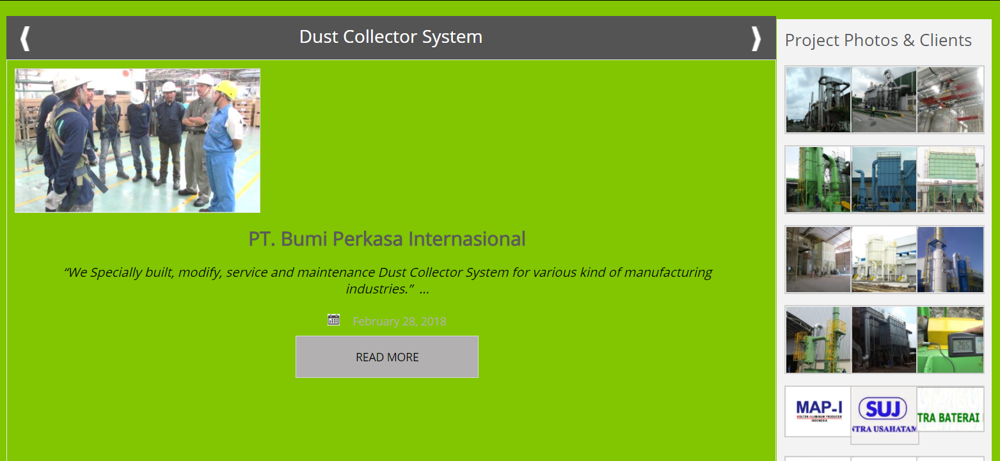 Dust Collector System
Project Photos & Clients
PT. Bumi Perkasa Internasional
“We Specially built, modify, service and maintenance Dust Collector System for various kind of manufacturing
industries.” ...
February 28, 2018
READ MORE
265
MAP-I
MOLTEN ALUMINUM PRODUCER
INDONESIA
SUJ
NTRA USAHATAM
TRA BATERAI